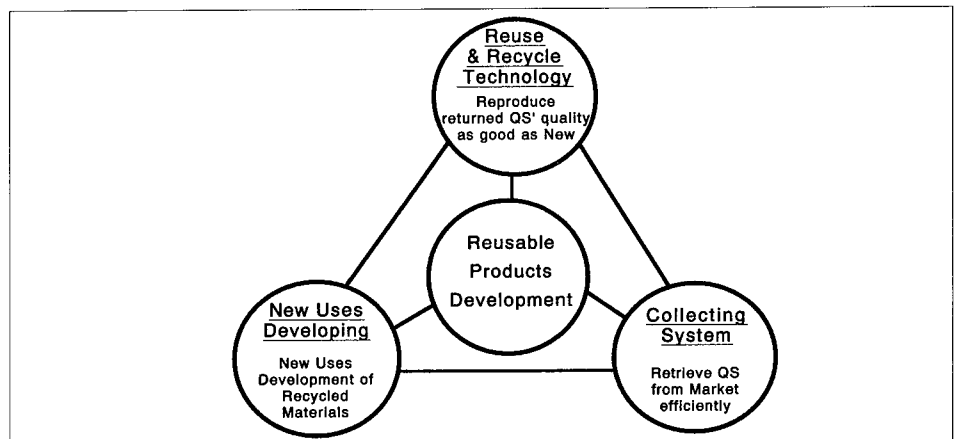 Reuse
& Recycle
Technology
Reproduce
returned QS' quality
as good as New
Reusable
Products
Development
New Uses
Developing
New Uses
Development of
Recycled
Materials
Collecting
System
Retrieve QS
from Market
efficiently